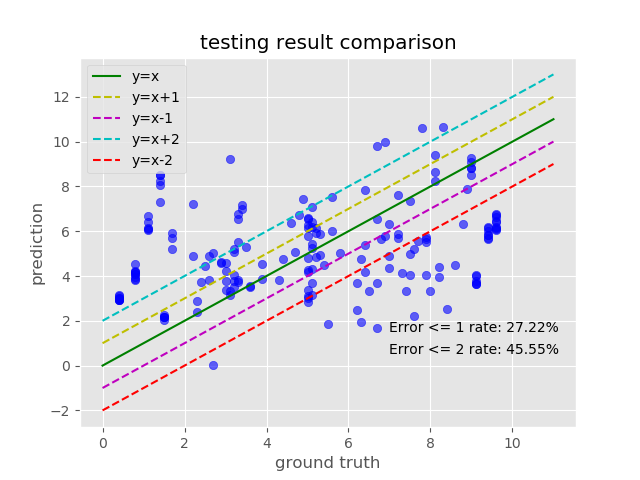 testing result comparison
y=x
y=x+1
y=x-1
y=x+2
y=x-2
12
10
8
6
4
2
0
−2
prediction
Error <= 1 rate: 27.22%
Error <= 2 rate: 45.55%
0 2 4 6 8 10
ground truth